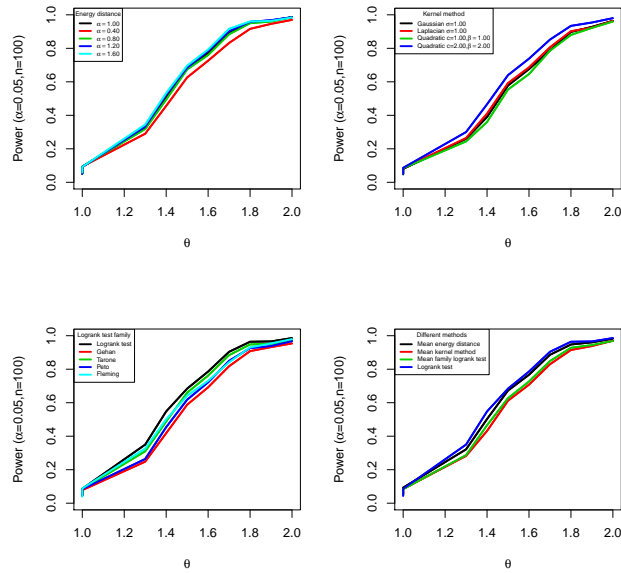 Energy distance
α = 1.00
α = 0.40
α = 0.80
α = 1.20
α = 1.60
Power (α=0.05,n=100)
0.0 0.2 0.4 0.6 0.8 1.0
1.0 1.2 1.4 1.6 1.8 2.0
θ
Kernel method
Gaussian σ=1.00
Laplacian σ=1.00
Quadratic c=1.00,β = 1.00
Quadratic c=2.00,β = 2.00
Power (α=0.05,n=100)
0.0 0.2 0.4 0.6 0.8 1.0
1.0 1.2 1.4 1.6 1.8 2.0
θ
Logrank test family
Logrank test
Gehan
Tarone
Peto
Fleming
Power (α=0.05,n=100)
0.0 0.2 0.4 0.6 0.8 1.0
1.0 1.2 1.4 1.6 1.8 2.0
θ
Different methods
Mean energy distance
Mean kernel method
Mean family logrank test
Logrank test
Power (α=0.05,n=100)
0.0 0.2 0.4 0.6 0.8 1.0
1.0 1.2 1.4 1.6 1.8 2.0
θ